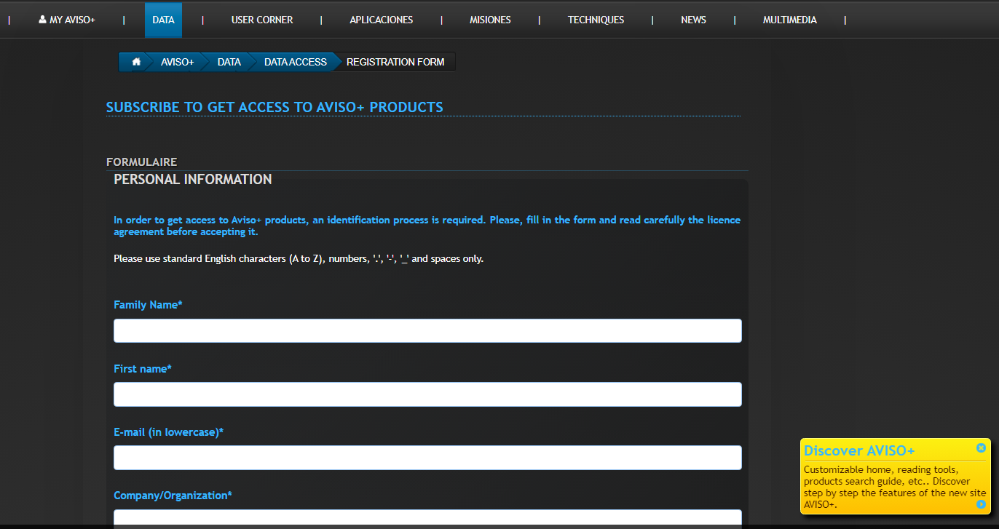 | MY AVISO+ | DATA | USER CORNER | APLICACIONES | MISIONES | TECHNIQUES | NEWS | MULTIMEDIA |
AVISO+ DATA DATA ACCESS REGISTRATION FORM
SUBSCRIBE TO GET ACCESS TO AVISO+ PRODUCTS
FORMULAIRE
PERSONAL INFORMATION
In order to get access to Aviso+ products, an identification process is required. Please, fill in the form and read carefully the licence
agreement before accepting it.
Please use standard English characters (A to Z), numbers, '.', '-', '_' and spaces only.
Family Name*
First name*
E-mail (in lowercase)*
Company/Organization*
Discover AVISO+
Customizable home, reading tools,
products search guide, etc.. Discover
step by step the features of the new site
AVISO+.